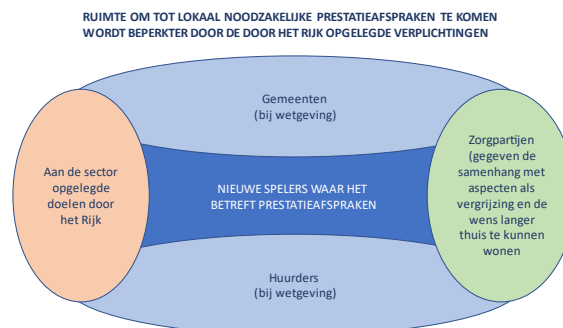 RUIMTE OM TOT LOKAAL NOODZAKELIJKE PRESTATIEAFSPRAKEN TE KOMEN
WORDT BEPERKTER DOOR DE DOOR HET RIJK OPGELEGDE VERPLICHTINGEN
Gemeenten
(bij wetgeving)
Aan de sector
opgelegde
doelen door
het Rijk
NIEUWE SPELERS WAAR HET
BETREFT PRESTATIEAFSPRAKEN
Zorgpartijen
(gegeven de
samenhang met
aspecten als
vergrijzing en de
wens langer
thuis te kunnen
wonen
Huurders
(bij wetgeving)